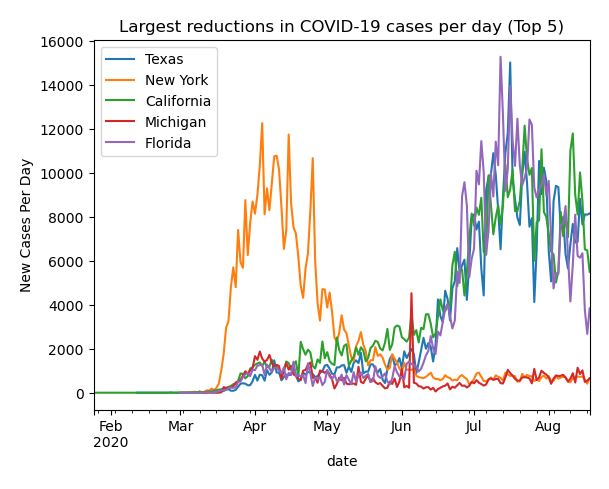 Largest reductions in COVID-19 cases per day (Top 5)
16000
14000
12000
10000
8000
6000
4000
2000
0
New Cases Per Day
Texas
New York
California
Michigan
Florida
Feb Mar Apr May Jun Jul Aug
2020
date